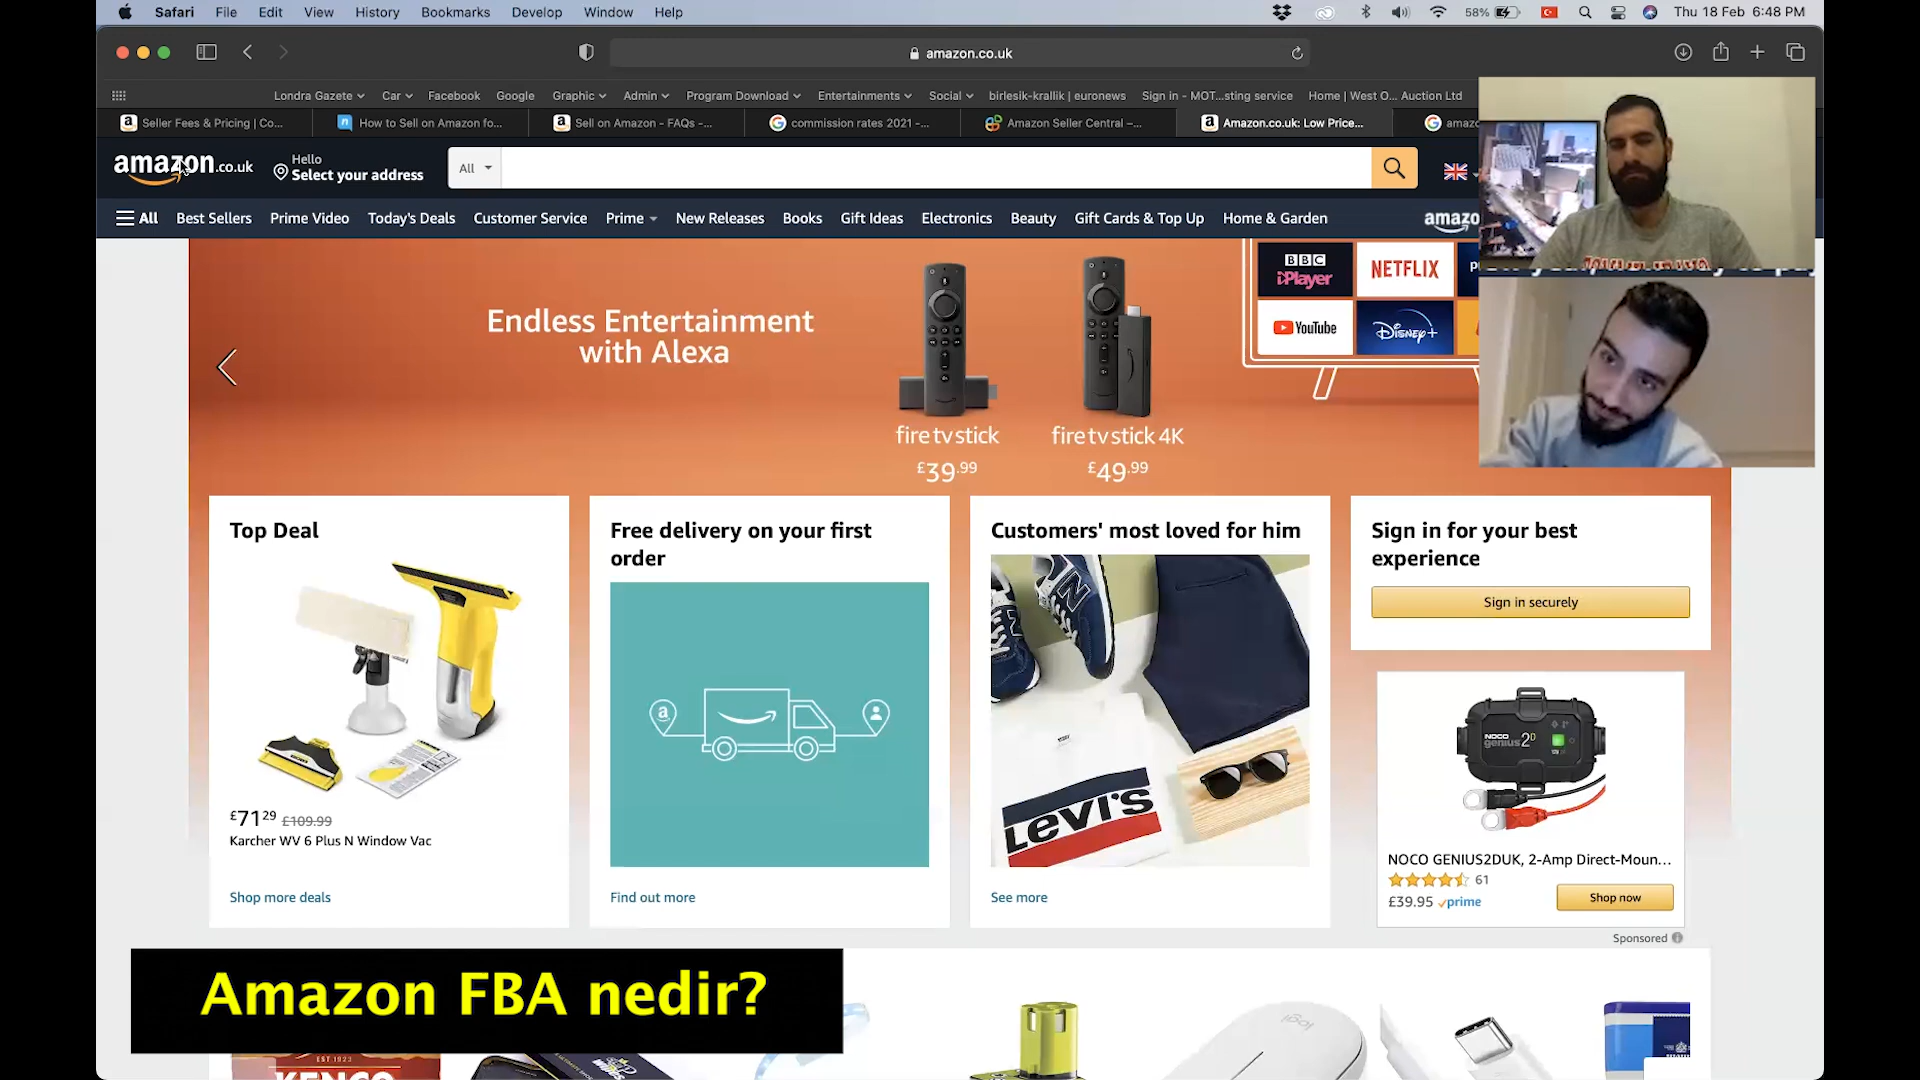 Safari File Edit View History Bookmarks Develop Window Help 58% Thu 18 Feb 6:48 PM
amazon.co.uk
Londra Gazete Car Facebook Google Graphic Admin Program Download Entertainments Social birlesik-krallik | euronews Sign in - MOT...sting service Home | West O... Auction Ltd
Seller Fees & Pricing | Co... How to Sell on Amazon fo... Sell on Amazon - FAQs -... commission rates 2021 -... Amazon Seller Central –... Amazon.co.uk: Low Price... amazo
amazon.co.uk
Hello
Select your address
All
All Best Sellers Prime Video Today's Deals Customer Service Prime New Releases Books Gift Ideas Electronics Beauty Gift Cards & Top Up Home & Garden amazo
Endless Entertainment
with Alexa
fire tv stick
£39.99
fire tv stick 4K
£49.99
BBC
iPlayer
NETFLIX
YouTube
Disney+
Top Deal
£71.29 £109.99
Karcher WV 6 Plus N Window Vac
Shop more deals
Free delivery on your first
order
a
Find out more
Customers' most loved for him
N
LEVI'S
See more
Sign in for your best
experience
Sign in securely
NOCO
genius2D
NOCO GENIUS2DUK, 2-Amp Direct-Moun...
61
£39.95 prime
Shop now
Sponsored
Amazon FBA nedir?
EST.1923
KENCO
logi